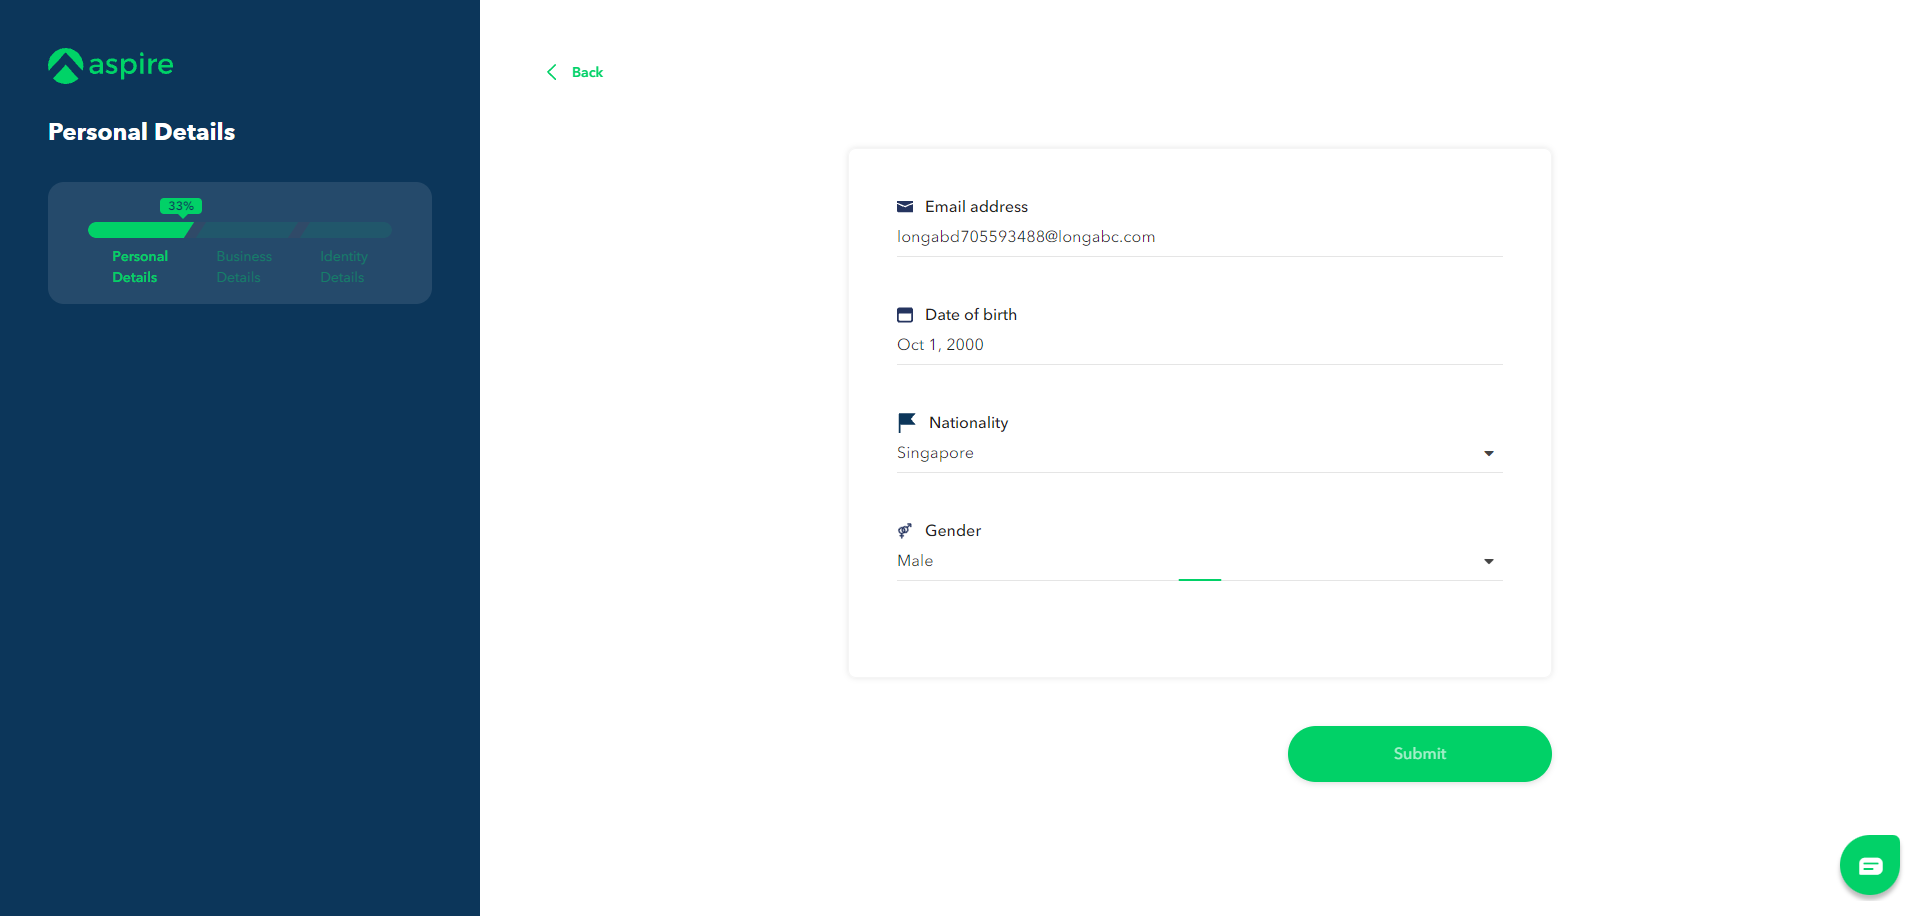 aspire
Personal Details
33%
Personal Details
Business Details
Identity Details
Back
Email address
longabd705593488@longabc.com
Date of birth
Oct 1, 2000
Nationality
Singapore
Gender
Male
Submit